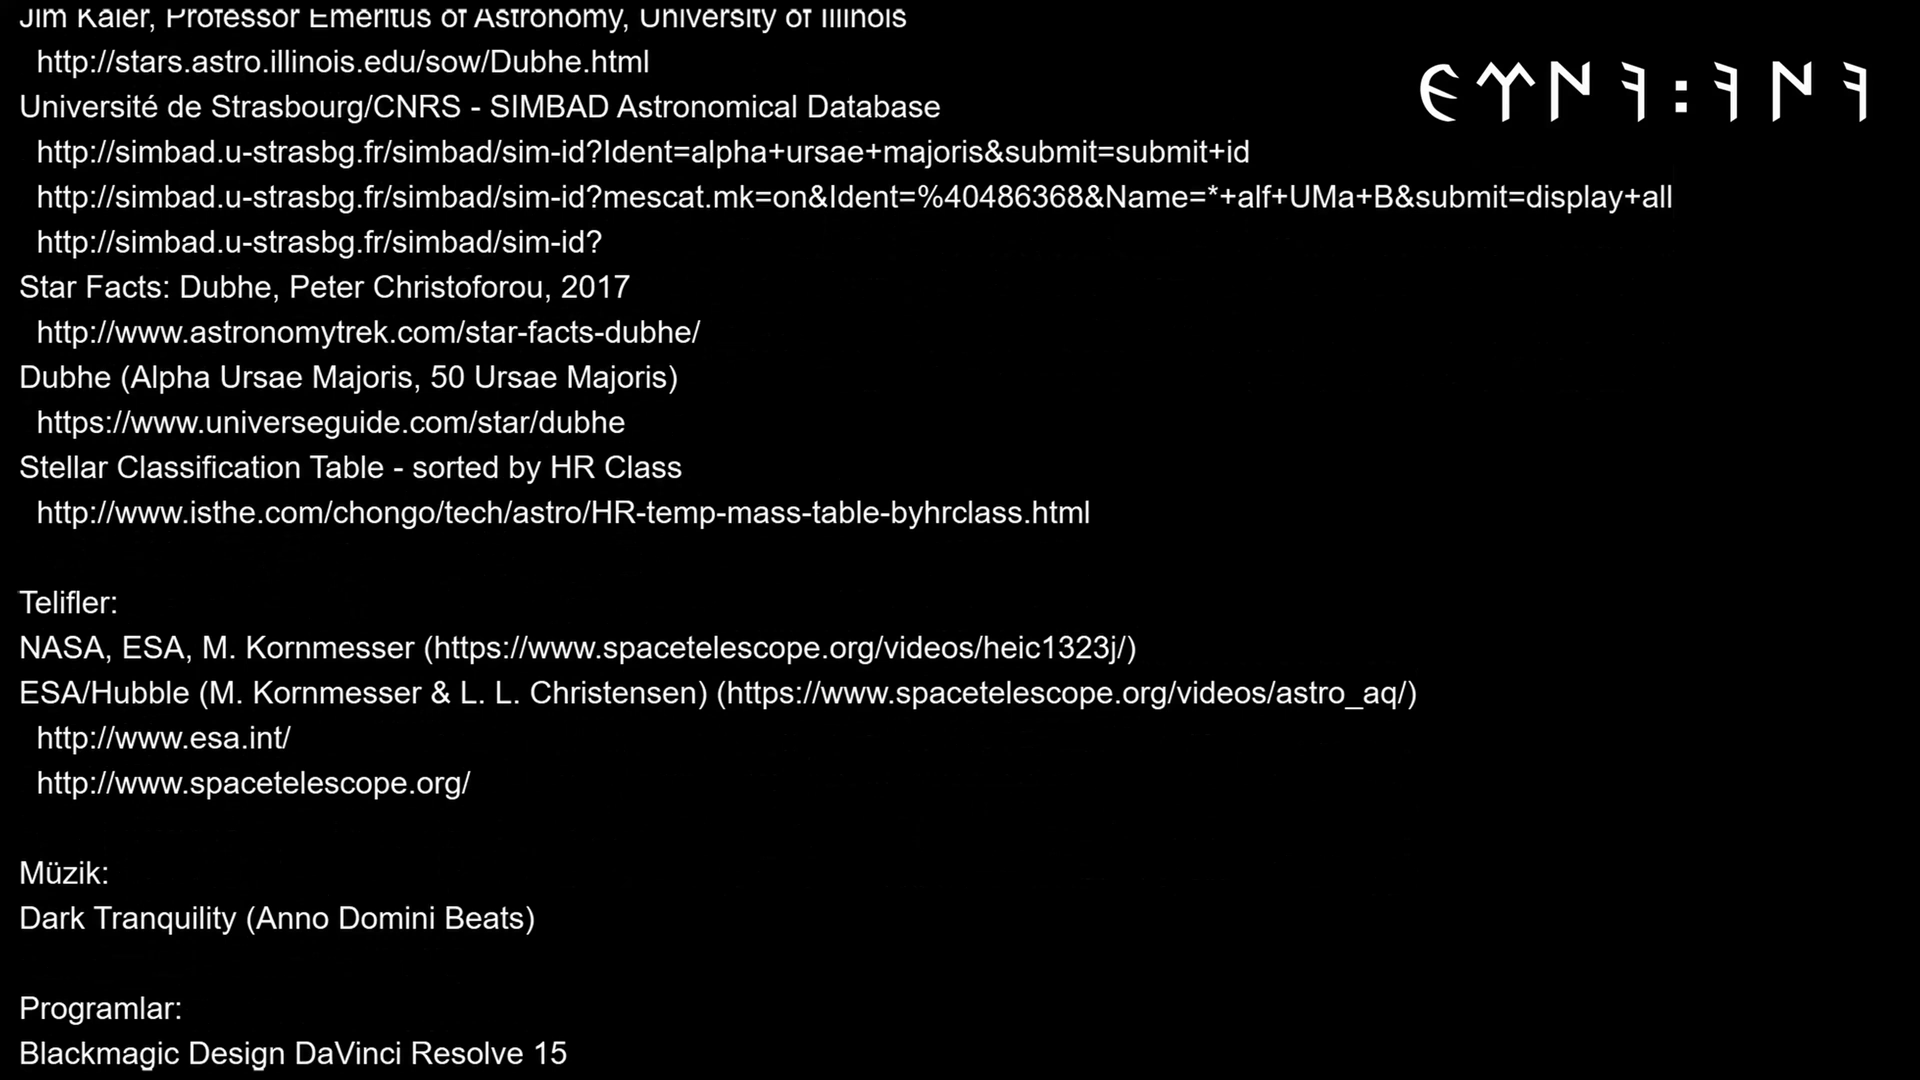 Jim Kaler, Professor Emeritus of Astronomy, University of Illinois
http://stars.astro.illinois.edu/sow/Dubhe.html
𐰚𐰇𐰚:𐰚𐰇𐰼𐰏
Université de Strasbourg/CNRS - SIMBAD Astronomical Database
http://simbad.u-strasbg.fr/simbad/sim-id?Ident=alpha+ursae+majoris&submit=submit+id
http://simbad.u-strasbg.fr/simbad/sim-id?mescat.mk=on&Ident=%40486368&Name=*+alf+UMa+B&submit=display+all
http://simbad.u-strasbg.fr/simbad/sim-id?
Star Facts: Dubhe, Peter Christoforou, 2017
http://www.astronomytrek.com/star-facts-dubhe/
Dubhe (Alpha Ursae Majoris, 50 Ursae Majoris)
https://www.universeguide.com/star/dubhe
Stellar Classification Table - sorted by HR Class
http://www.isthe.com/chongo/tech/astro/HR-temp-mass-table-byhrclass.html
Telifler:
NASA, ESA, M. Kornmesser (https://www.spacetelescope.org/videos/heic1323j/)
ESA/Hubble (M. Kornmesser & L. L. Christensen) (https://www.spacetelescope.org/videos/astro_aq/)
http://www.esa.int/
http://www.spacetelescope.org/
Müzik:
Dark Tranquility (Anno Domini Beats)
Programlar:
Blackmagic Design DaVinci Resolve 15